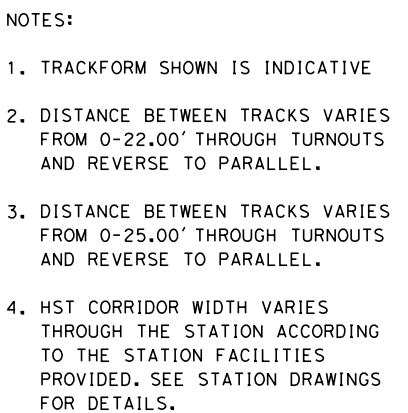 NOTES:
1. TRACKFORM SHOWN IS INDICATIVE
2. DISTANCE BETWEEN TRACKS VARIES
FROM 0-22.00' THROUGH TURNOUTS
AND REVERSE TO PARALLEL.
3. DISTANCE BETWEEN TRACKS VARIES
FROM 0-25.00' THROUGH TURNOUTS
AND REVERSE TO PARALLEL.
4. HST CORRIDOR WIDTH VARIES
THROUGH THE STATION ACCORDING
TO THE STATION FACILITIES
PROVIDED. SEE STATION DRAWINGS
FOR DETAILS.